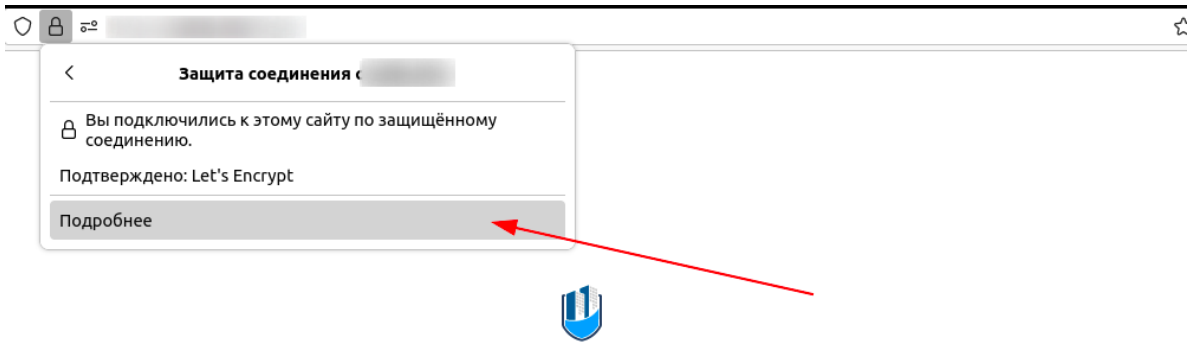 Защита соединения с
Вы подключились к этому сайту по защищённому
соединению.
Подтверждено: Let's Encrypt
Подробнее